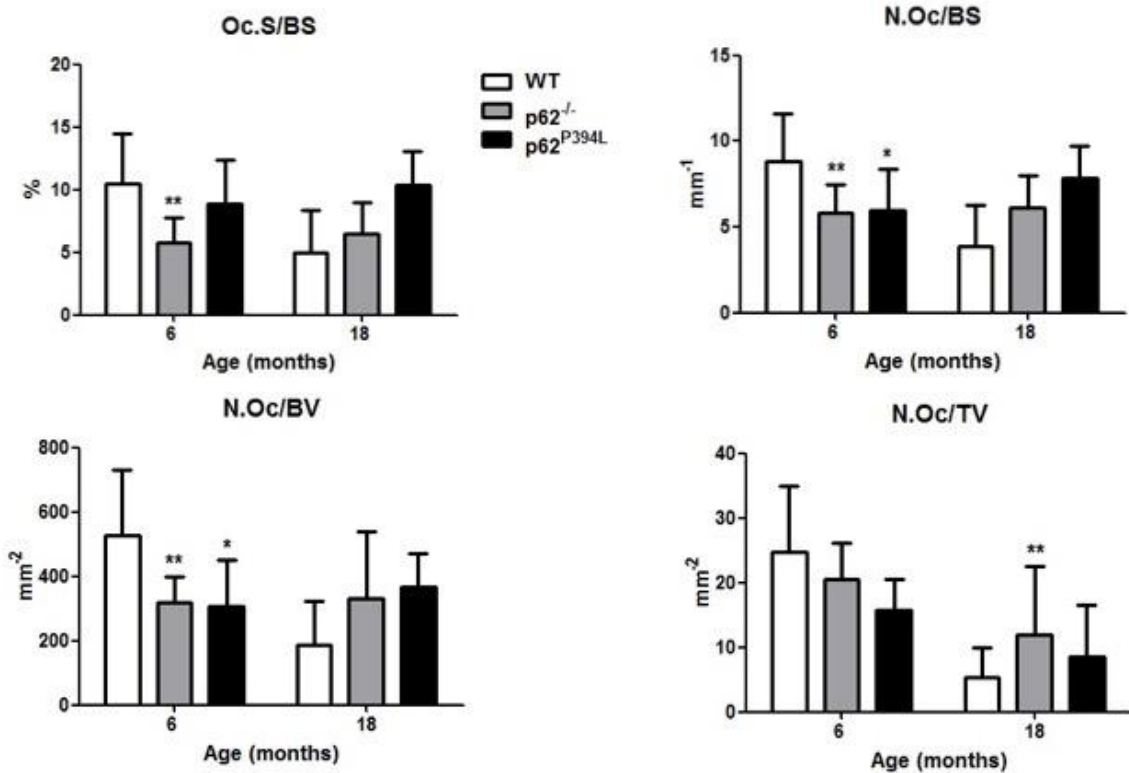 Oc.S/BS
20
15
10
5
0
%
**
6
18
Age (months)
WT
p62-/-
p62P394L
N.Oc/BS
15
10
5
0
mm-1
**
*
6
18
Age (months)
N.Oc/BV
800
600
400
200
0
mm-2
**
*
6
18
Age (months)
N.Oc/TV
40
30
20
10
0
mm-2
**
6
18
Age (months)